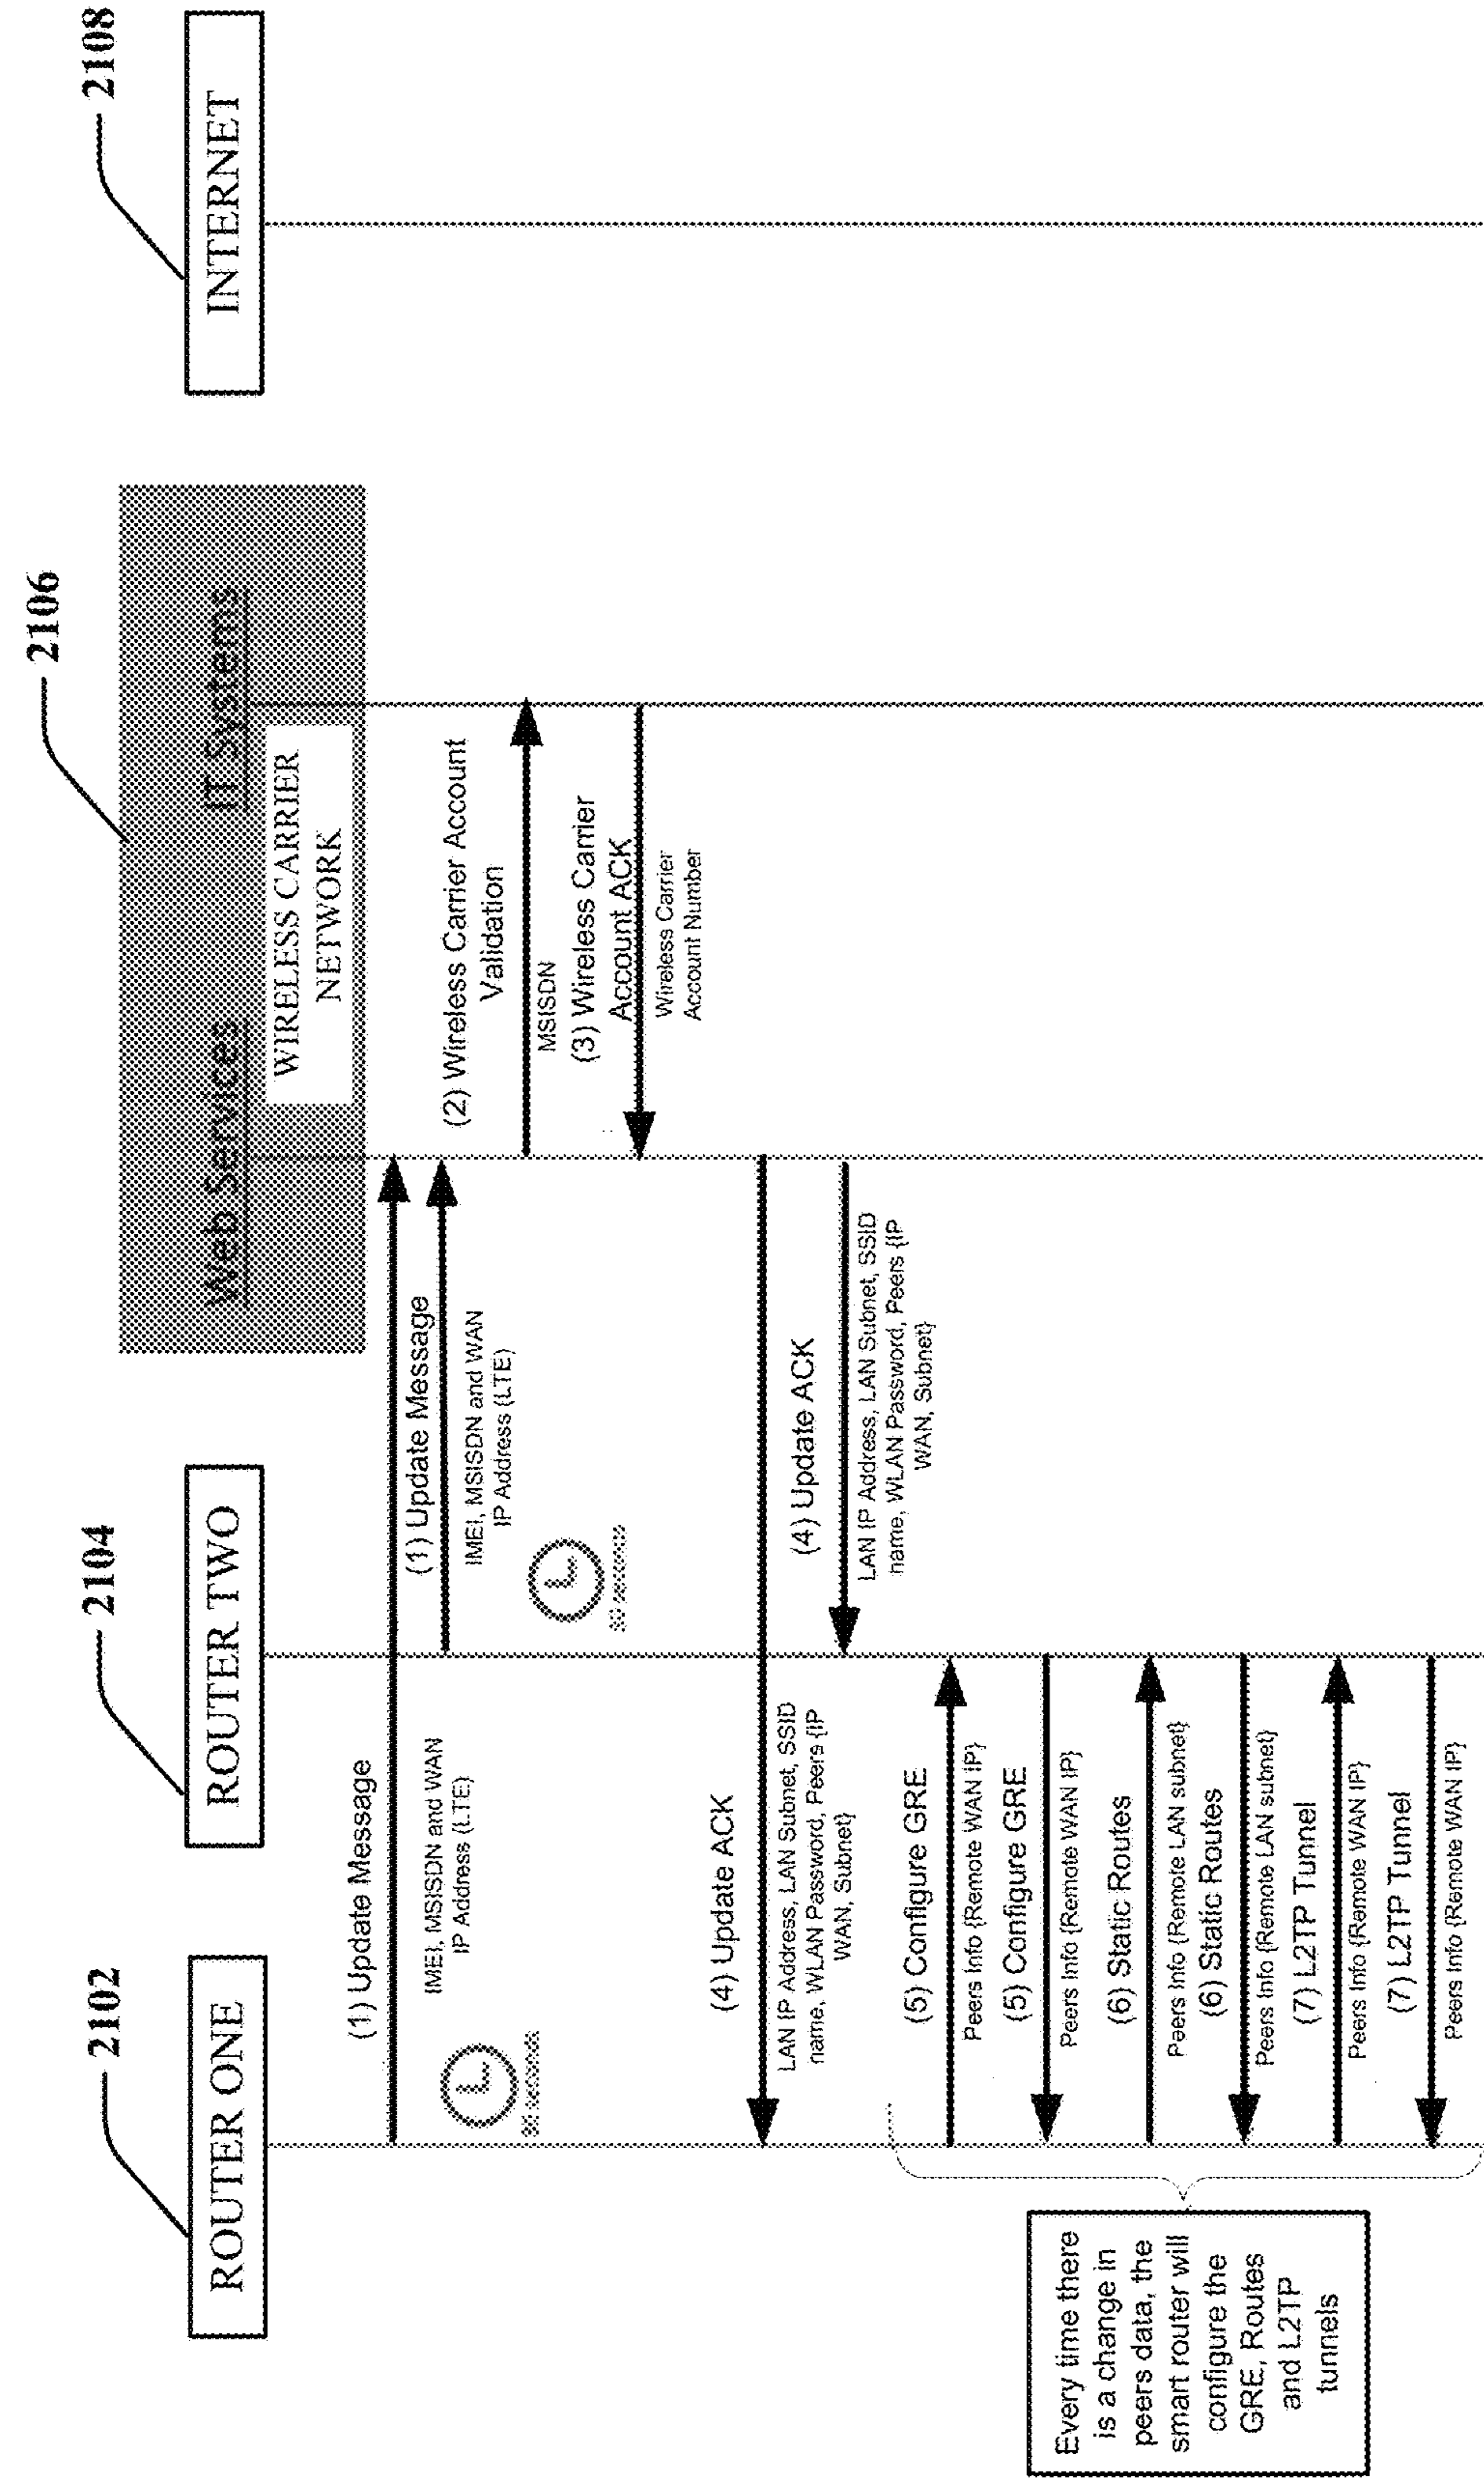 2102
ROUTER ONE
2104
ROUTER TWO
2106
Web Services
IT Systems
WIRELESS CARRIER
NETWORK
2108
INTERNET
(1) Update Message
IMEI, MSISDN and WAN
IP Address (LTE)
30 seconds
(1) Update Message
IMEI, MSISDN and WAN
IP Address (LTE)
30 seconds
(2) Wireless Carrier Account
Validation
MSISDN
(3) Wireless Carrier
Account ACK
Wireless Carrier
Account Number
(4) Update ACK
LAN IP Address, LAN Subnet, SSID
name, WLAN Password, Peers {IP
WAN, Subnet}
(4) Update ACK
LAN IP Address, LAN Subnet, SSID
name, WLAN Password, Peers {IP
WAN, Subnet}
(5) Configure GRE
Peers Info {Remote WAN IP}
(5) Configure GRE
Peers Info {Remote WAN IP}
(6) Static Routes
Peers Info {Remote LAN subnet}
(6) Static Routes
Peers Info {Remote LAN subnet}
(7) L2TP Tunnel
Peers Info {Remote WAN IP}
(7) L2TP Tunnel
Peers Info {Remote WAN IP}
Every time there
is a change in
peers data, the
smart router will
configure the
GRE, Routes
and L2TP
tunnels